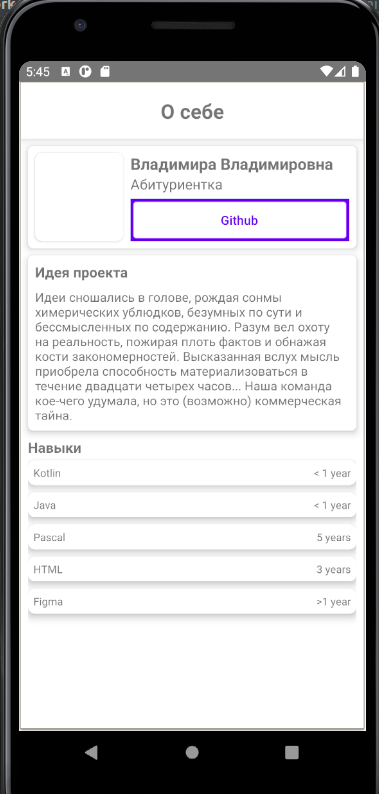 5:45
О себе
Владимира Владимировна
Абитуриентка
Github
Идея проекта
Идеи сношались в голове, рождая сонмы
химерических ублюдков, безумных по сути и
бессмысленных по содержанию. Разум вел охоту
на реальность, пожирая плоть фактов и обнажая
кости закономерностей. Высказанная вслух мысль
приобрела способность материализоваться в
течение двадцати четырех часов... Наша команда
кое-чего удумала, но это (возможно) коммерческая
тайна.
Навыки
Kotlin < 1 year
Java < 1 year
Pascal 5 years
HTML 3 years
Figma >1 year